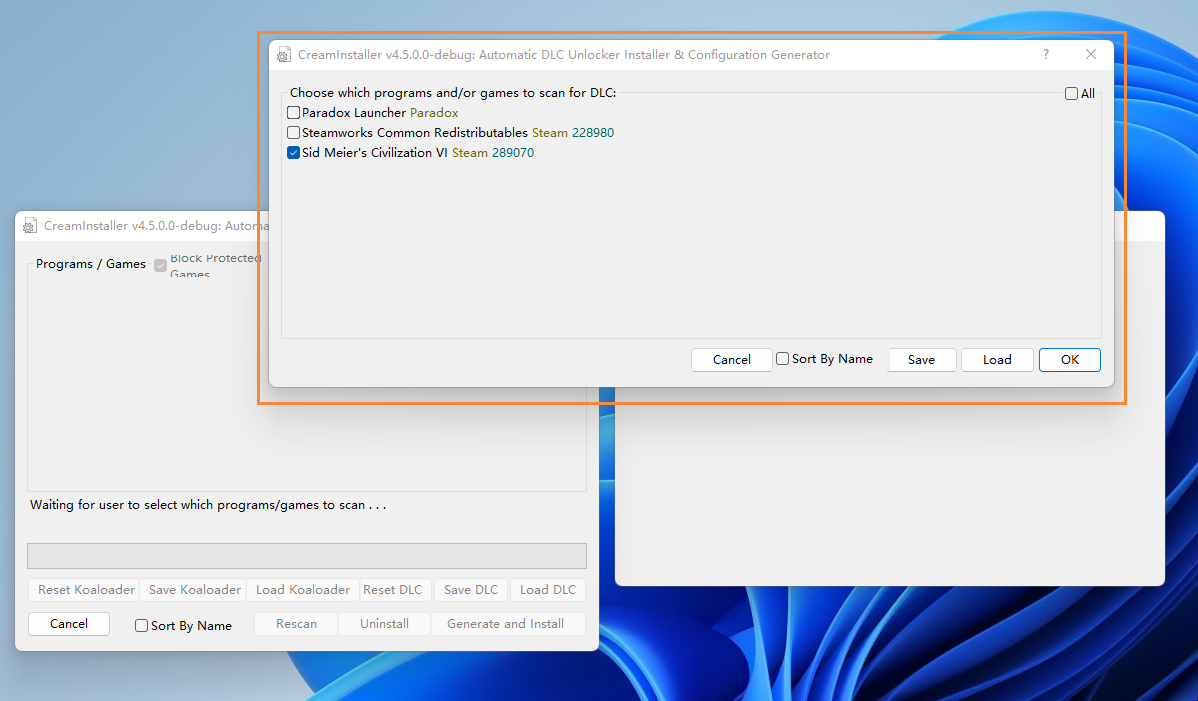 CreamInstaller v4.5.0.0-debug: Automatic DLC Unlocker Installer & Configuration Generator
?
Choose which programs and/or games to scan for DLC:
All
Paradox Launcher Paradox
Steamworks Common Redistributables Steam 228980
Sid Meier's Civilization VI Steam 289070
Cancel
Sort By Name
Save
Load
OK
CreamInstaller v4.5.0.0-debug: Automa
Programs / Games
Block Protected
Games
Waiting for user to select which programs/games to scan . . .
Reset Koaloader
Save Koaloader
Load Koaloader
Reset DLC
Save DLC
Load DLC
Cancel
Sort By Name
Rescan
Uninstall
Generate and Install